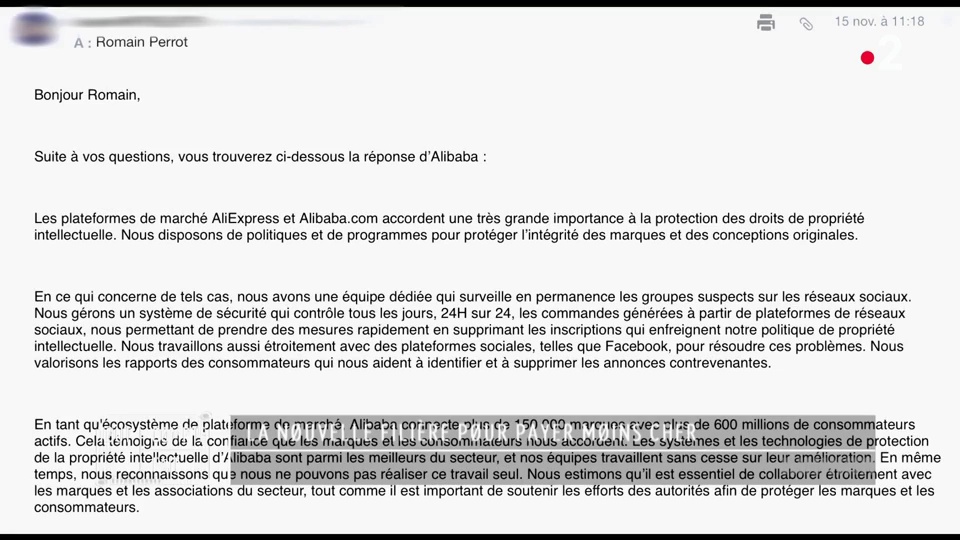 15 nov. à 11:18
À : Romain Perrot
2
Bonjour Romain,
Suite à vos questions, vous trouverez ci-dessous la réponse d’Alibaba :
Les plateformes de marché AliExpress et Alibaba.com accordent une très grande importance à la protection des droits de propriété
intellectuelle. Nous disposons de politiques et de programmes pour protéger l’intégrité des marques et des conceptions originales.
En ce qui concerne de tels cas, nous avons une équipe dédiée qui surveille en permanence les groupes suspects sur les réseaux sociaux.
Nous gérons un système de sécurité qui contrôle tous les jours, 24H sur 24, les commandes générées à partir de plateformes de réseaux
sociaux, nous permettant de prendre des mesures rapidement en supprimant les inscriptions qui enfreignent notre politique de propriété
intellectuelle. Nous travaillons aussi étroitement avec des plateformes sociales, telles que Facebook, pour résoudre ces problèmes. Nous
valorisons les rapports des consommateurs qui nous aident à identifier et à supprimer les annonces contrevenantes.
En tant qu'écosystème de plateforme de marché, Alibaba connecte plus de 150 000 marques avec plus de 600 millions de consommateurs
LA NOUVELLE FILIÈRE POUR PAYER MOINS CHER
actifs. Cela témoigne de la confiance que les marques et les consommateurs nous accordent. Les systèmes et les technologies de protection
de la propriété intellectuelle d’Alibaba sont parmi les meilleurs du secteur, et nos équipes travaillent sans cesse sur leur amélioration. En même
temps, nous reconnaissons que nous ne pouvons pas réaliser ce travail seul. Nous estimons qu’il est essentiel de collaborer étroitement avec
les marques et les associations du secteur, tout comme il est important de soutenir les efforts des autorités afin de protéger les marques et les
consommateurs.